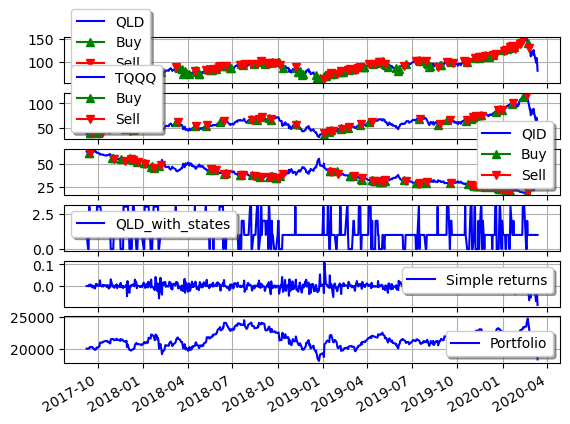 QLD
Buy
Sell
150
100
TQQQ
Buy
Sell
100
50
QID
Buy
Sell
50
25
QLD_with_states
2.5
0.0
Simple returns
0.1
0.0
Portfolio
25000
20000
2017-10
2018-01
2018-04
2018-07
2018-10
2019-01
2019-04
2019-07
2019-10
2020-01
2020-04